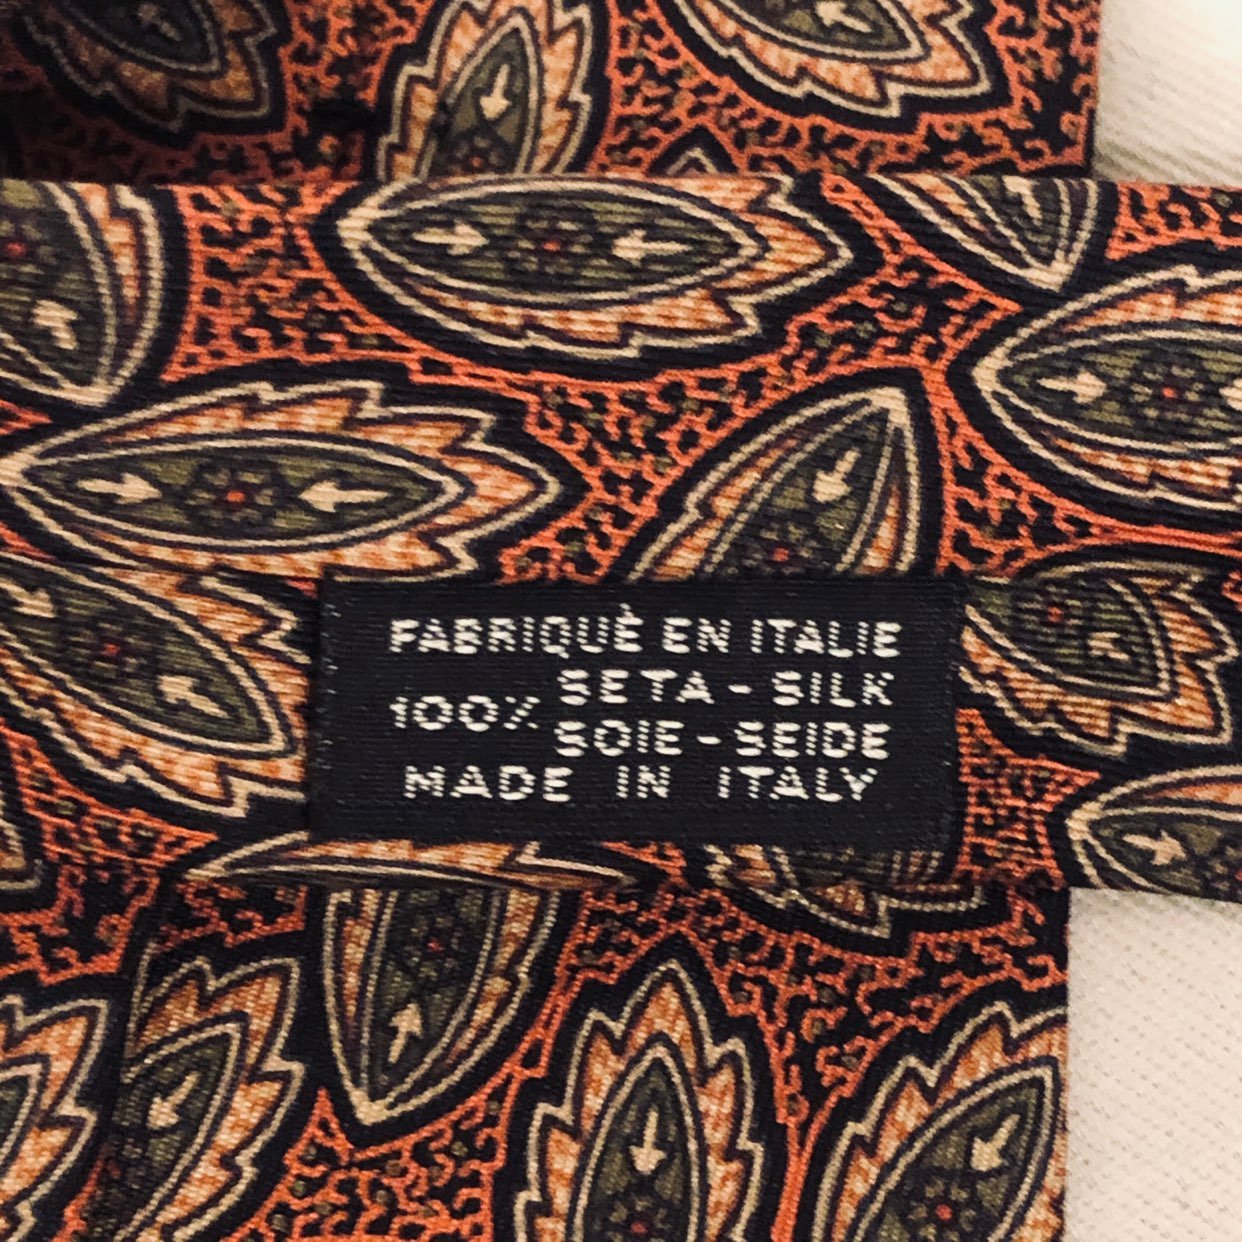 FABRIQUÈ EN ITALIE
100% SETA - SILK
SOIE - SEIDE
MADE IN ITALY